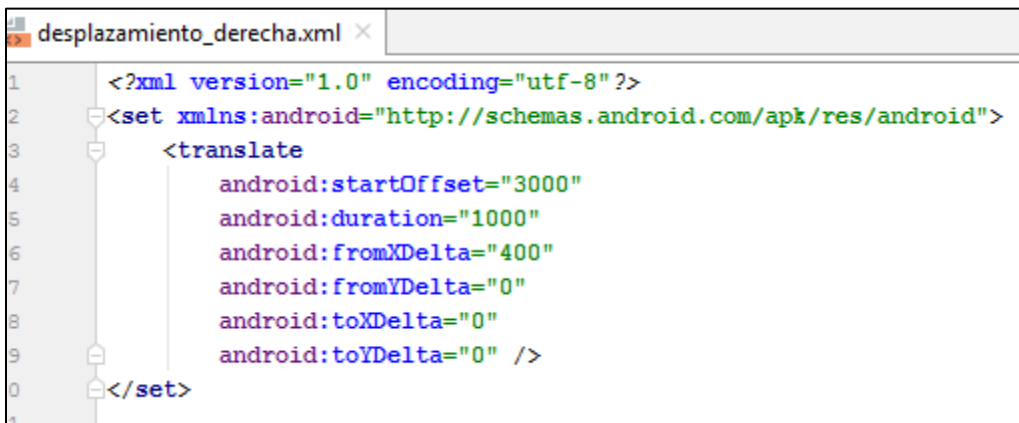 desplazamiento_derecha.xml
1 <?xml version="1.0" encoding="utf-8"?>
2 <set xmlns:android="http://schemas.android.com/apk/res/android">
3 <translate
4 android:startOffset="3000"
5 android:duration="1000"
6 android:fromXDelta="400"
7 android:fromYDelta="0"
8 android:toXDelta="0"
9 android:toYDelta="0" />
0 </set>